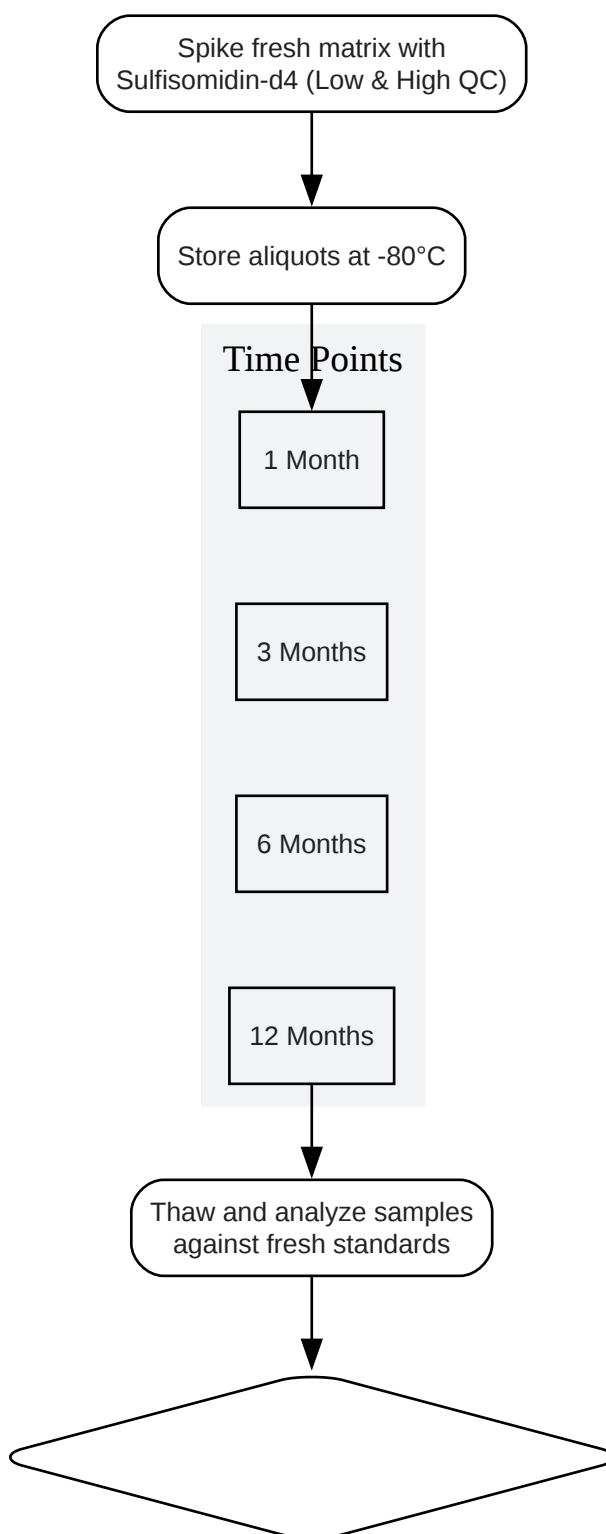 Spike fresh matrix with
Sulfisomidin-d4 (Low & High QC)
Store aliquots at -80°C
Time Points
1 Month
3 Months
6 Months
12 Months
Thaw and analyze samples
against fresh standards